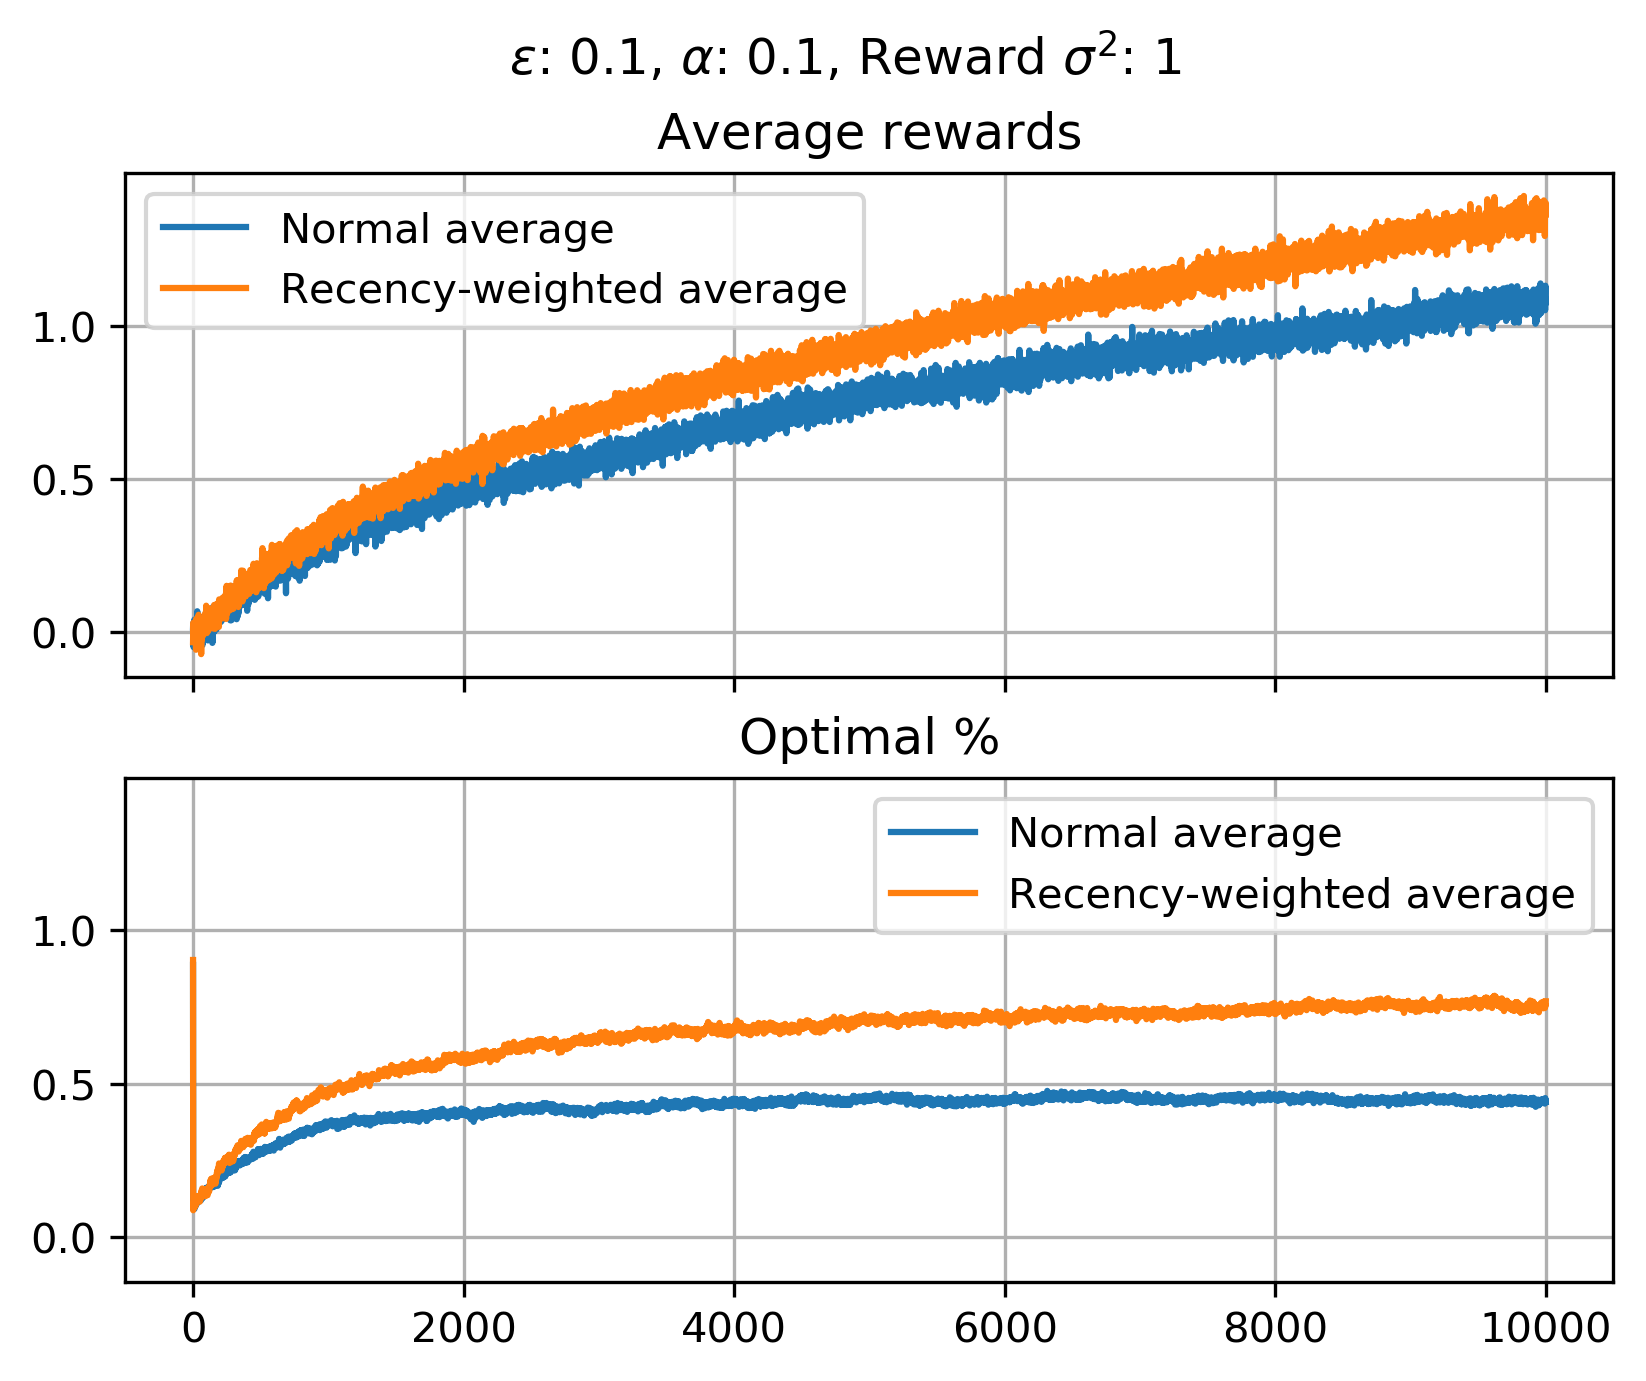 ε: 0.1, α: 0.1, Reward σ²: 1
Average rewards
Normal average
Recency-weighted average
1.0
0.5
0.0
Optimal %
Normal average
Recency-weighted average
1.0
0.5
0.0
0 2000 4000 6000 8000 10000